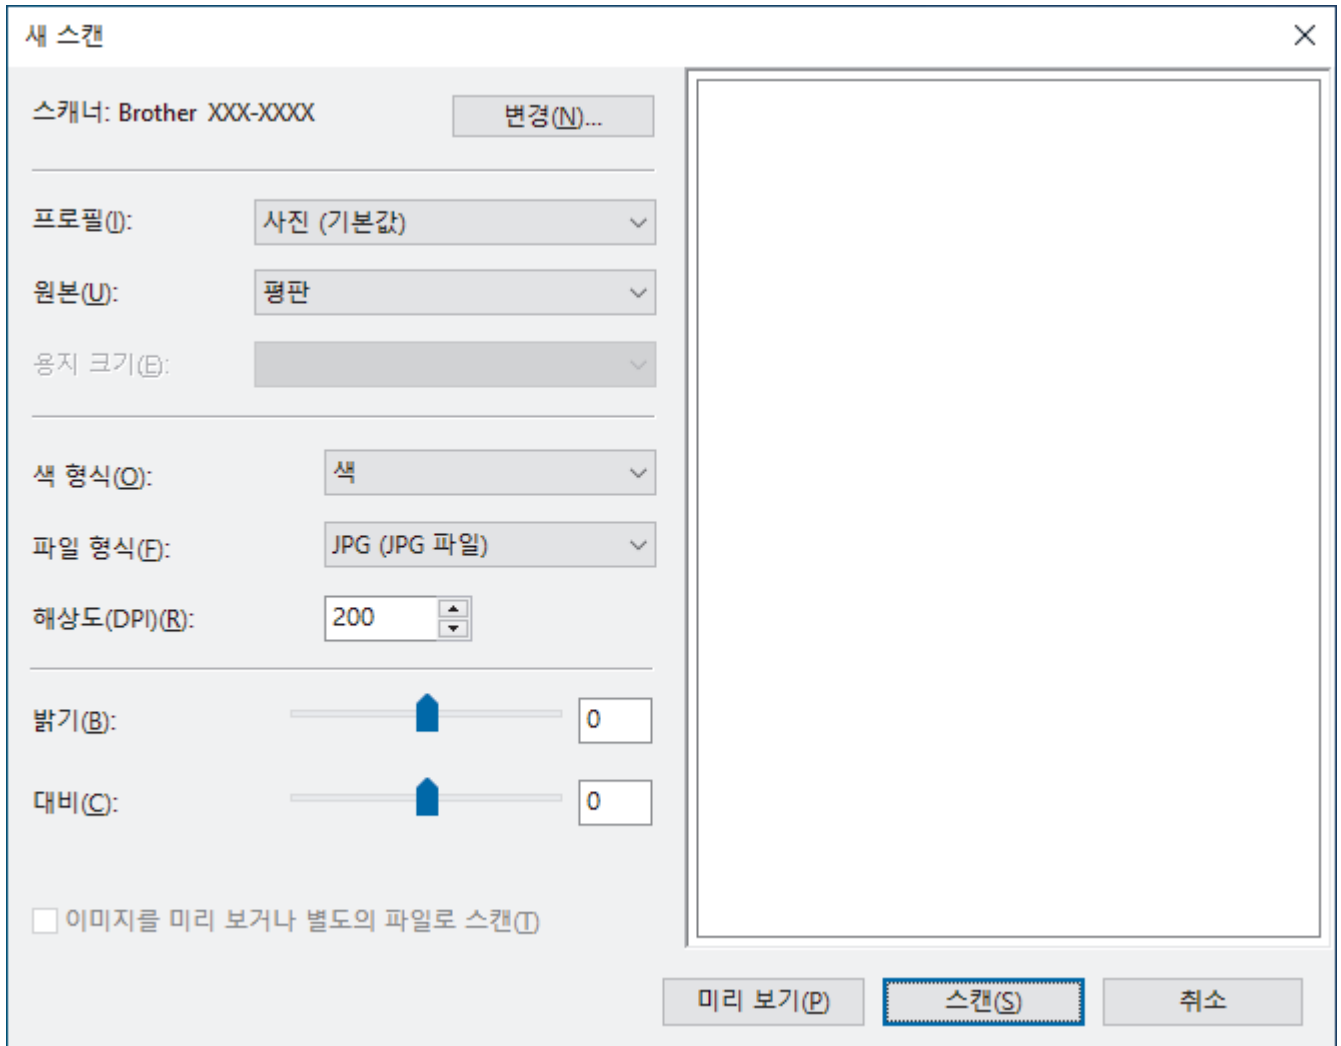 새 스캔
스캐너: Brother XXX-XXXX 변경(N)...
프로필(I): 사진 (기본값)
원본(U): 평판
용지 크기(E):
색 형식(O): 색
파일 형식(F): JPG (JPG 파일)
해상도(DPI)(R): 200
밝기(B): 0
대비(C): 0
이미지를 미리 보거나 별도의 파일로 스캔(T)
미리 보기(P) 스캔(S) 취소